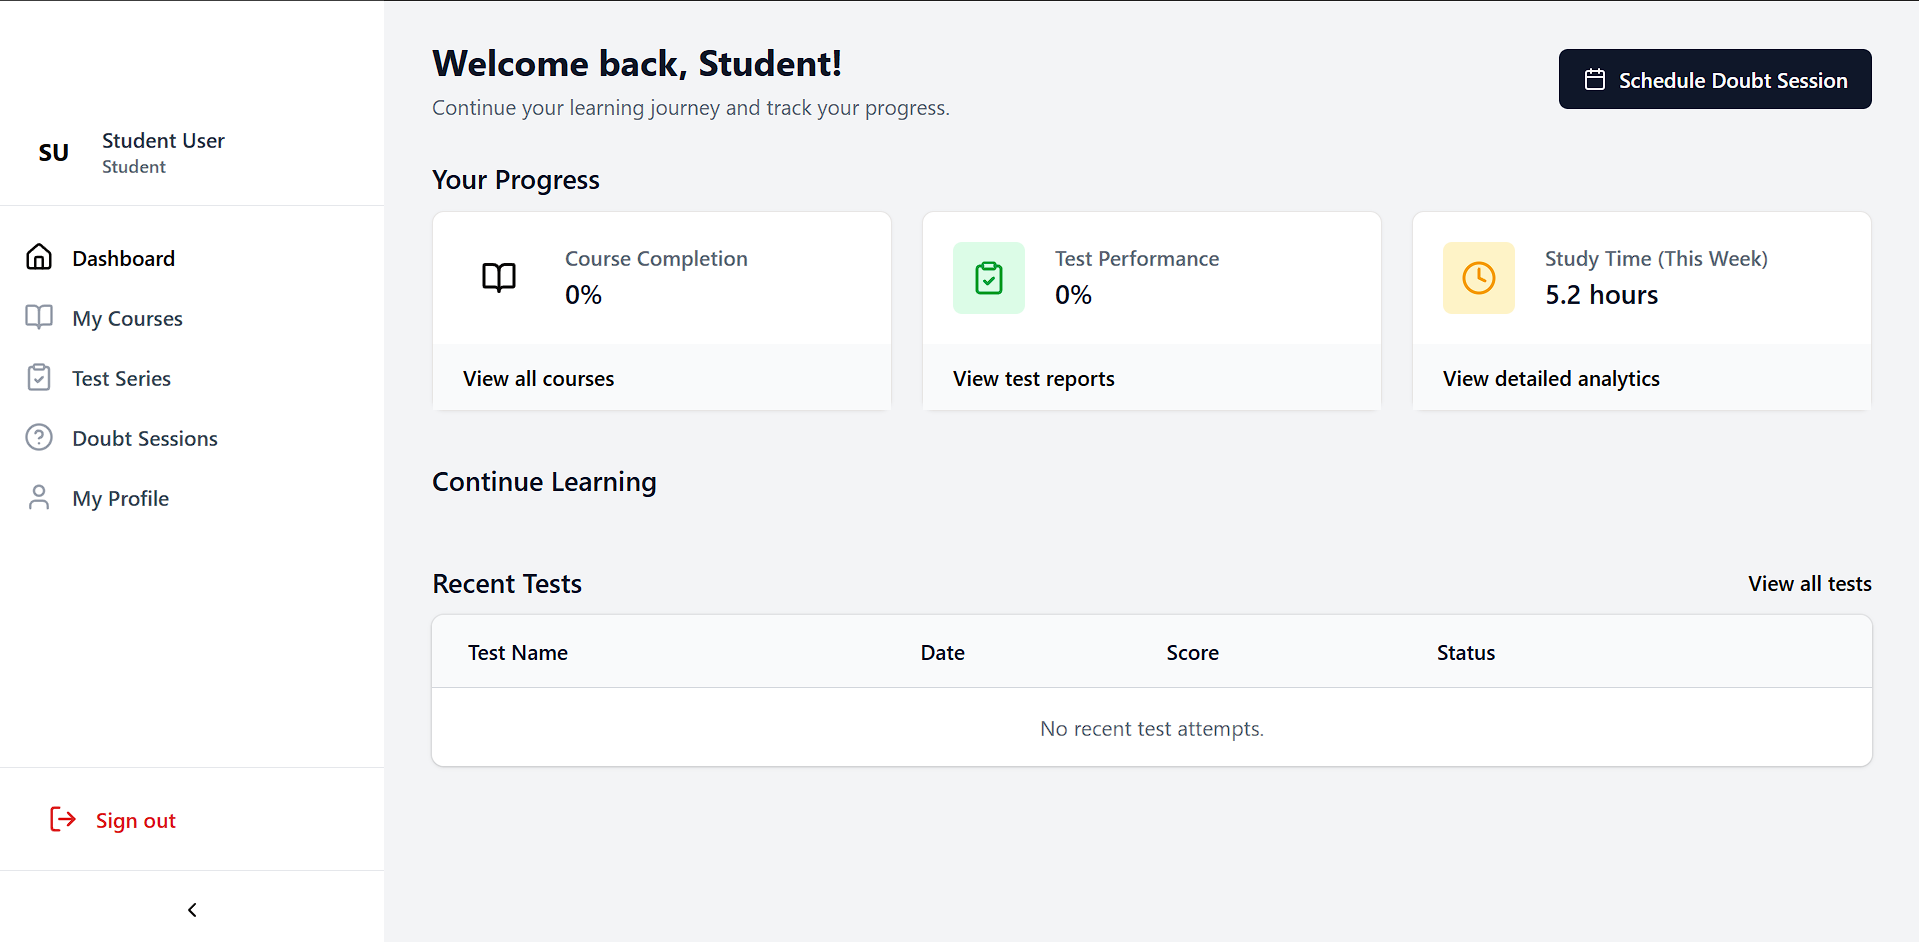 SU
Student User
Student
Dashboard
My Courses
Test Series
Doubt Sessions
My Profile
Sign out
Welcome back, Student!
Continue your learning journey and track your progress.
Schedule Doubt Session
Your Progress
Course Completion
0%
View all courses
Test Performance
0%
View test reports
Study Time (This Week)
5.2 hours
View detailed analytics
Continue Learning
Recent Tests
View all tests
Test Name Date Score Status
No recent test attempts.